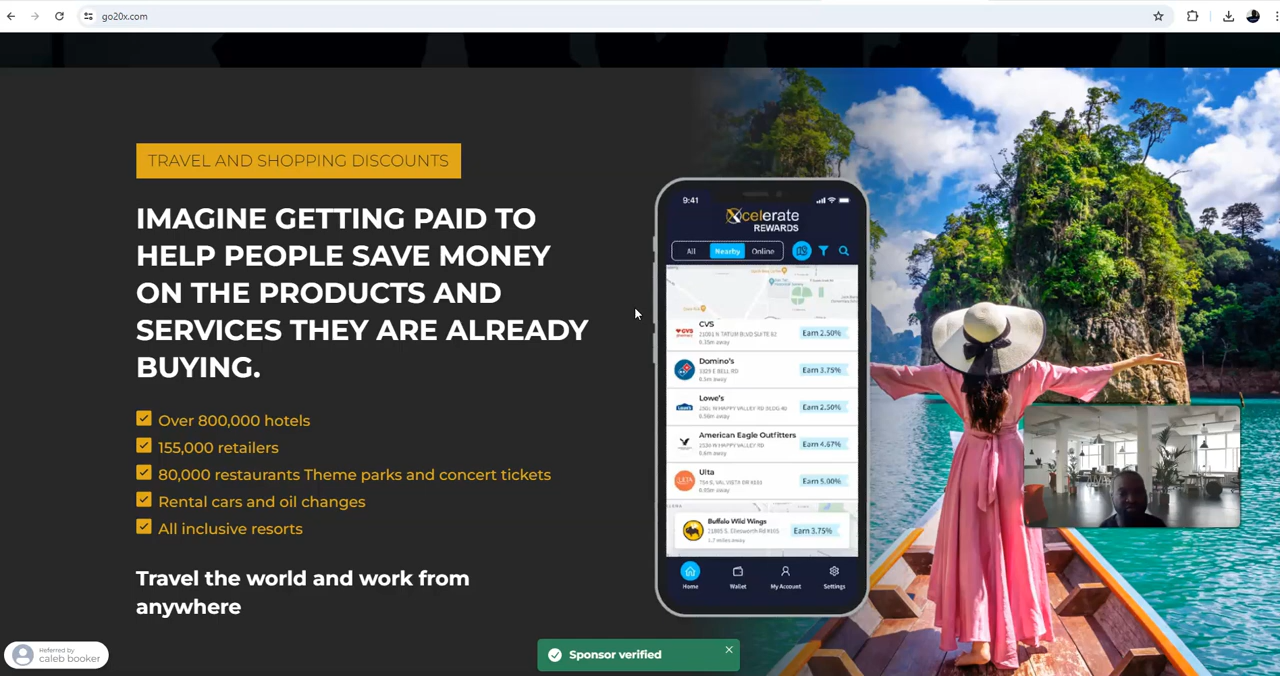 go20x.com
TRAVEL AND SHOPPING DISCOUNTS
IMAGINE GETTING PAID TO
HELP PEOPLE SAVE MONEY
ON THE PRODUCTS AND
SERVICES THEY ARE ALREADY
BUYING.
Over 800,000 hotels
155,000 retailers
80,000 restaurants Theme parks and concert tickets
Rental cars and oil changes
All inclusive resorts
Travel the world and work from
anywhere
9:41
Xcelerate
REWARDS
All Nearby Online
CVS
Earn 2.50%
Domino's
Earn 3.75%
Lowe's
Earn 2.50%
American Eagle Outfitters
Earn 4.67%
Ulta
Earn 5.00%
Buffalo Wild Wings
Earn 3.75%
1.7 miles away
Home Wallet My Account Settings
Referred by
caleb booker
Sponsor verified